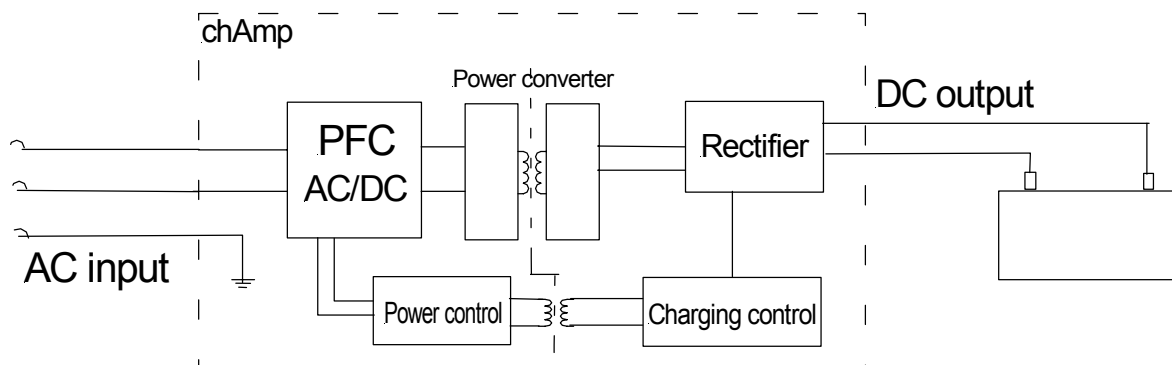 chAmp
Power converter
DC output
PFC
AC/DC
Rectifier
AC input
Power control
Charging control